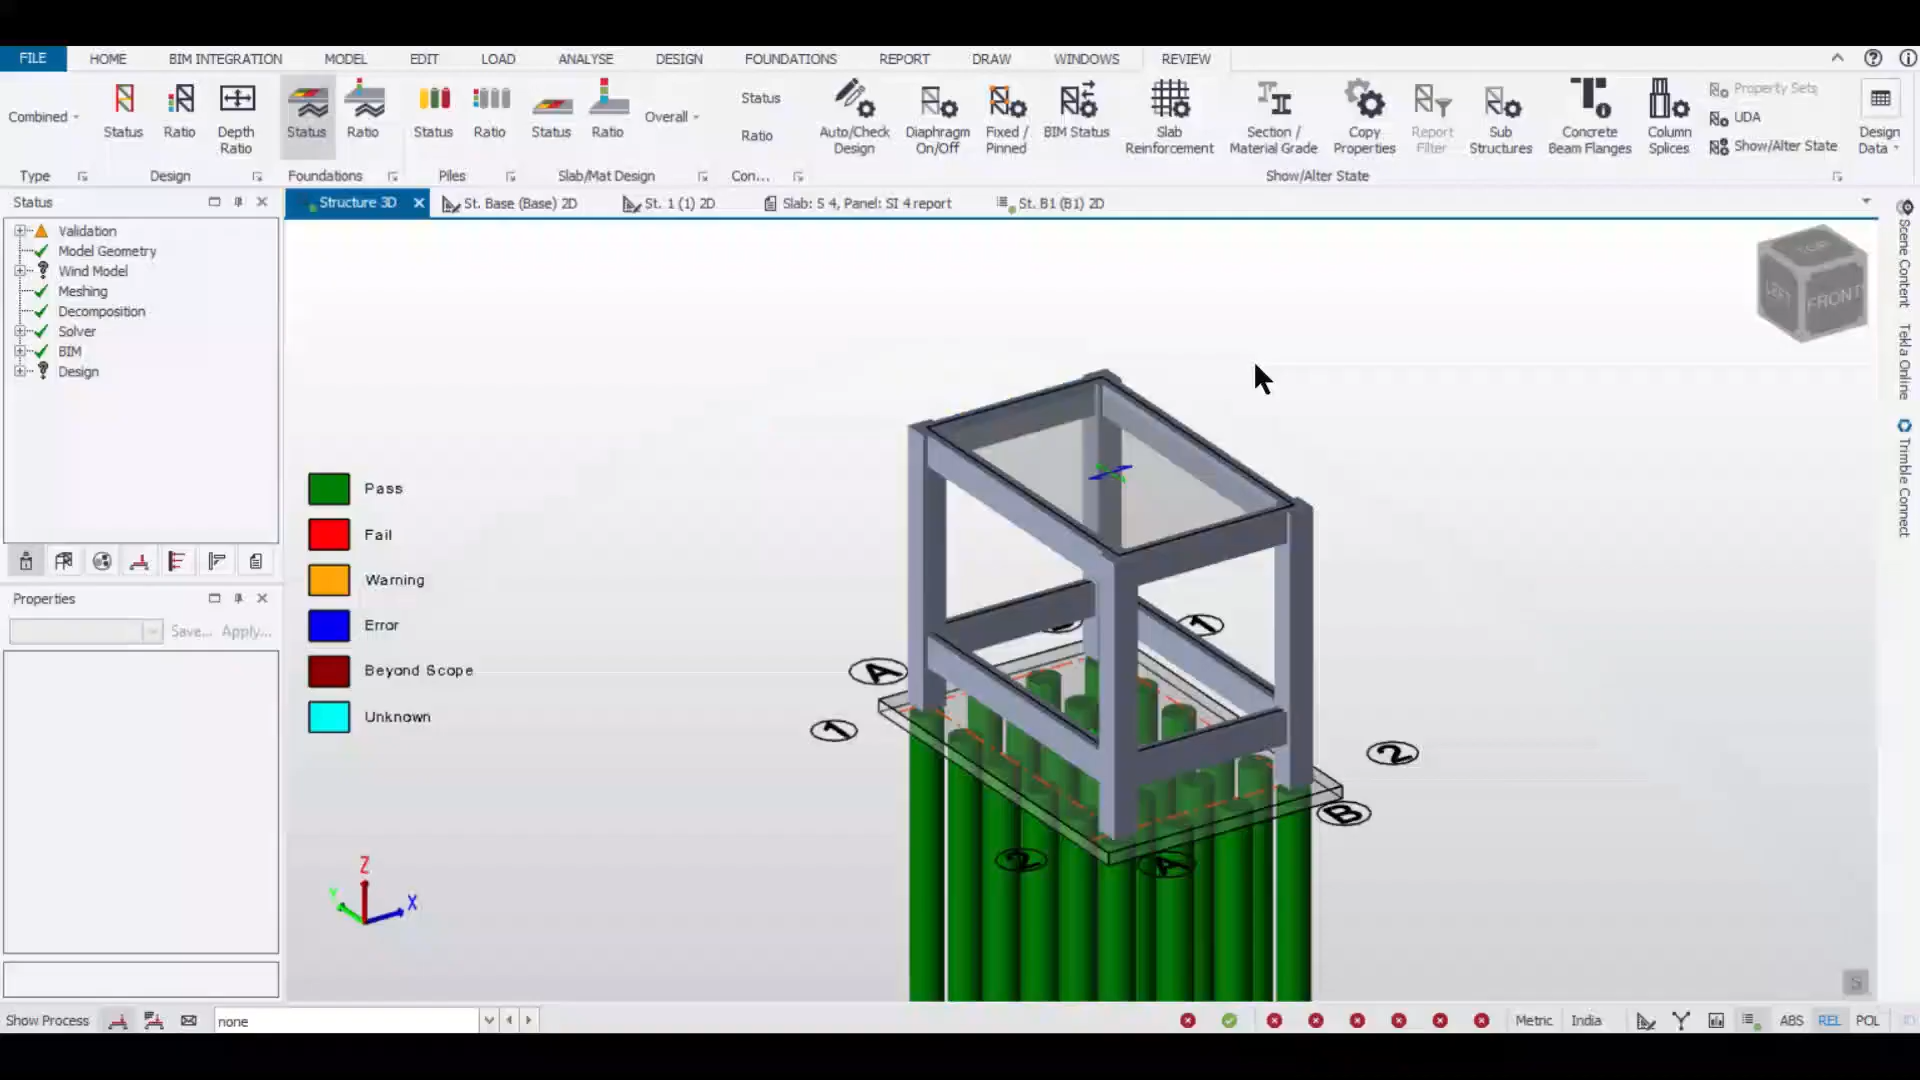 FILE HOME BIM INTEGRATION MODEL EDIT LOAD ANALYSE DESIGN FOUNDATIONS REPORT DRAW WINDOWS REVIEW
Combined
Status Ratio Depth Ratio
Status Ratio
Status Ratio
Status Ratio Overall
Status
Ratio
Auto/Check Design
Diaphragm On/Off
Fixed / Pinned
BIM Status
Slab Reinforcement
Section / Material Grade
Copy Properties
Report Filter
Sub Structures
Concrete Beam Flanges
Column Splices
Property Sets
UDA
Show/Alter State
Design Data
Type Design Foundations Piles Slab/Mat Design Con... Show/Alter State
Status
Structure 3D St. Base (Base) 2D St. 1 (1) 2D Slab: S 4, Panel: SI 4 report St. B1 (B1) 2D
Validation
Model Geometry
Wind Model
Meshing
Decomposition
Solver
BIM
Design
Properties
Save... Apply...
Pass
Fail
Warning
Error
Beyond Scope
Unknown
TOP
LEFT
FRONT
Scene Content
Tekla Online
Trimble Connect
1
A
1
2
B
2
A
Z
Y
X
S
Show Process none Metric India ABS REL POL